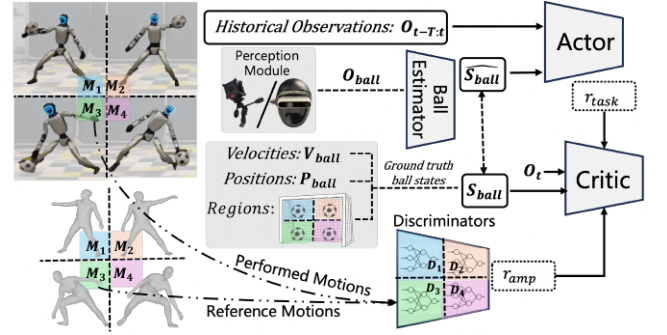 M1 M2
M3 M4
Historical Observations: O_{t-T:t}
Perception
Module
O_ball
Ball
Estimator
\widehat{S_ball}
Actor
r_task
Velocities: V_ball
Positions: P_ball
Regions:
Ground truth
ball states
S_ball
O_t
Critic
Discriminators
M1 M2
M3 M4
D1 D2
D3 D4
r_amp
Performed Motions
Reference Motions